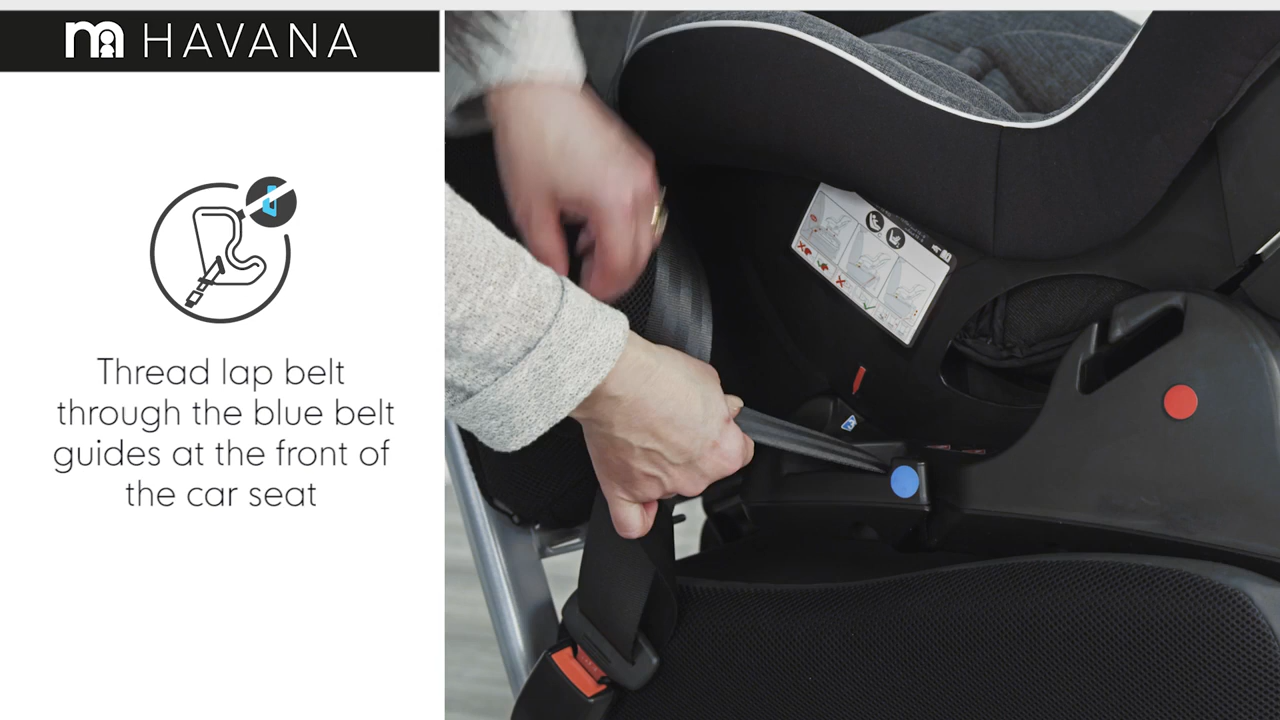 m HAVANA
Thread lap belt
through the blue belt
guides at the front of
the car seat